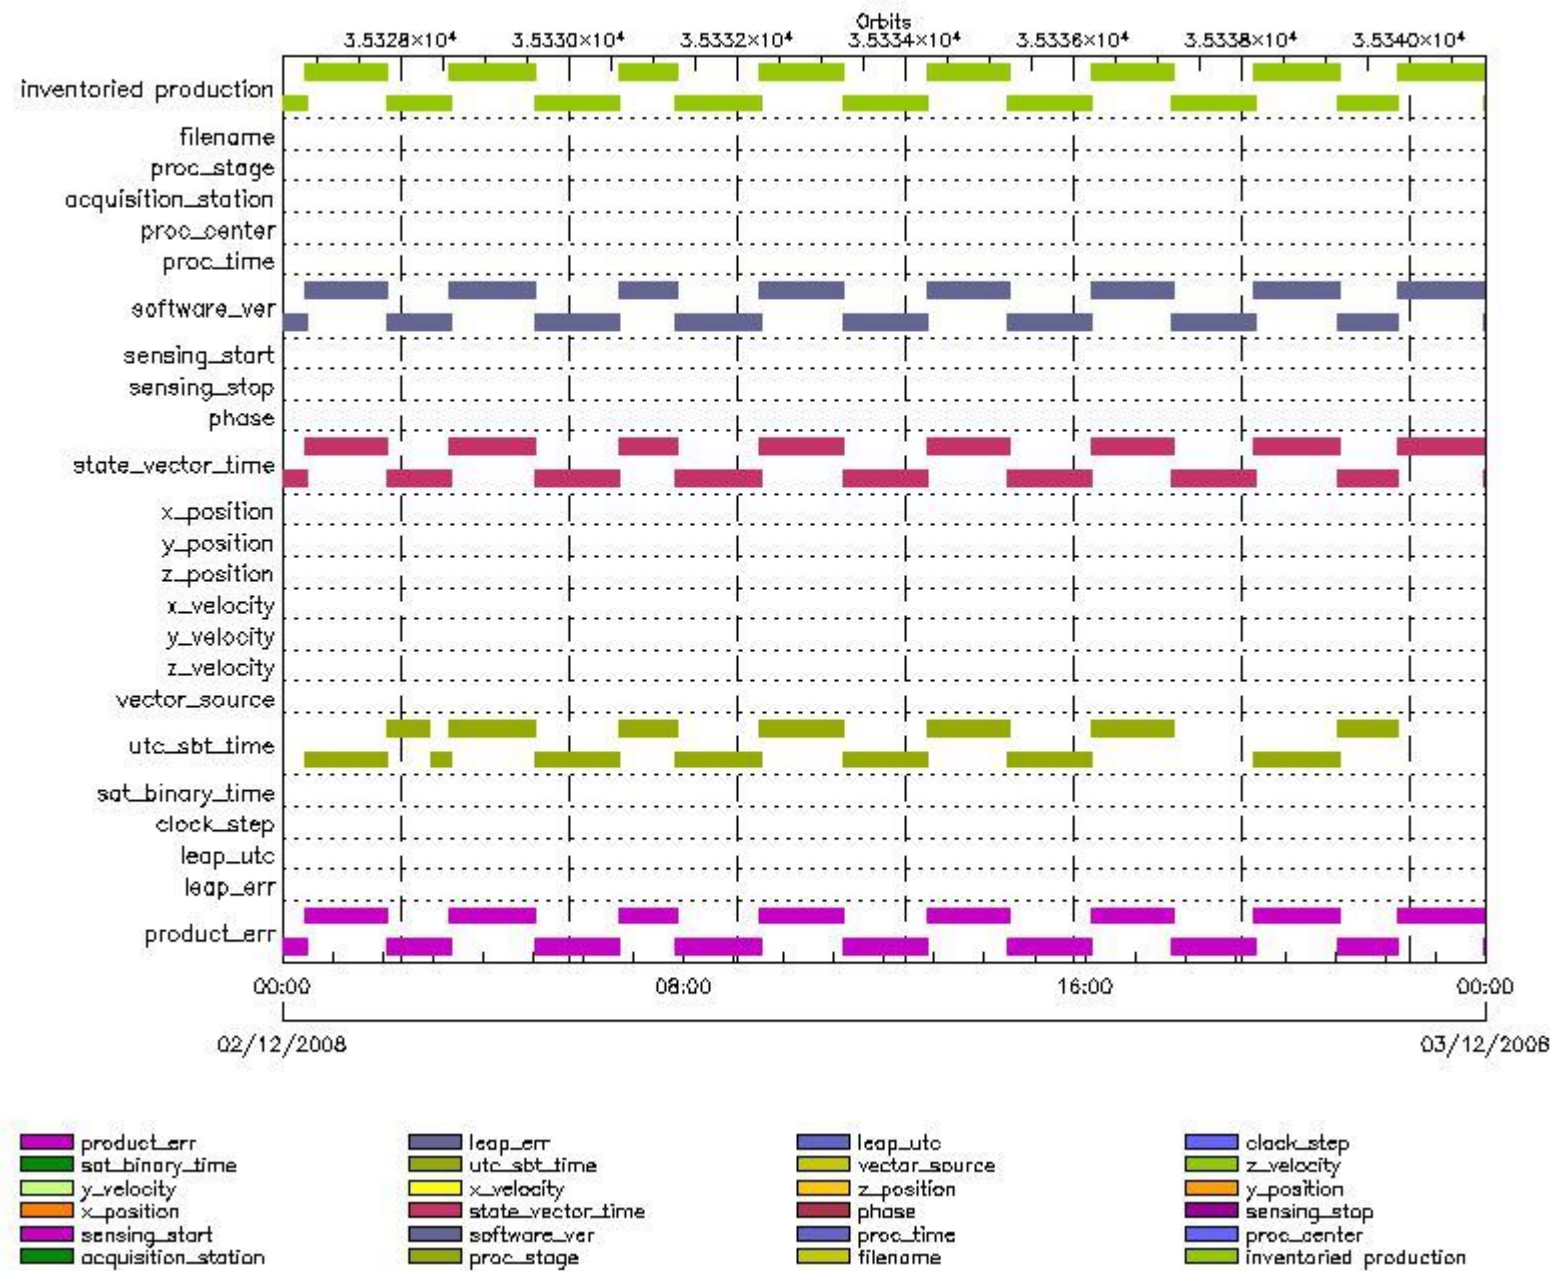 Orbits
3.5328×10⁴ 3.5330×10⁴ 3.5332×10⁴ 3.5334×10⁴ 3.5336×10⁴ 3.5338×10⁴ 3.5340×10⁴
inventoried production
filename
proc_stage
acquisition_station
proc_center
proc_time
software_ver
sensing_start
sensing_stop
phase
state_vector_time
x_position
y_position
z_position
x_velocity
y_velocity
z_velocity
vector_source
utc_sbt_time
sat_binary_time
clock_step
leap_utc
leap_err
product_err
00:00 08:00 16:00 00:00
02/12/2008 03/12/2008
product_err leap_err leap_utc clock_step
sat_binary_time utc_sbt_time vector_source z_velocity
y_velocity x_velocity z_position y_position
x_position state_vector_time phase sensing_stop
sensing_start software_ver proc_time proc_center
acquisition_station proc_stage filename inventoried production